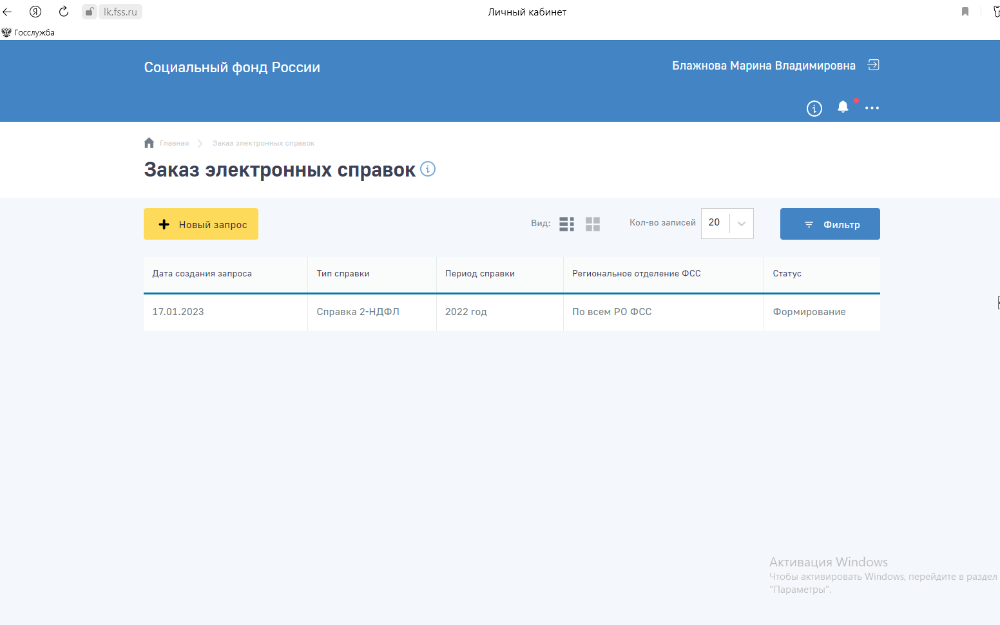 lk.fss.ru
Личный кабинет
Госслужба
Социальный фонд России
Блажнова Марина Владимировна
Главная
Заказ электронных справок
Заказ электронных справок
Новый запрос
Вид:
Кол-во записей
20
Фильтр
Дата создания запроса
Тип справки
Период справки
Региональное отделение ФСС
Статус
17.01.2023
Справка 2-НДФЛ
2022 год
По всем РО ФСС
Формирование
Активация Windows
Чтобы активировать Windows, перейдите в раздел
"Параметры".